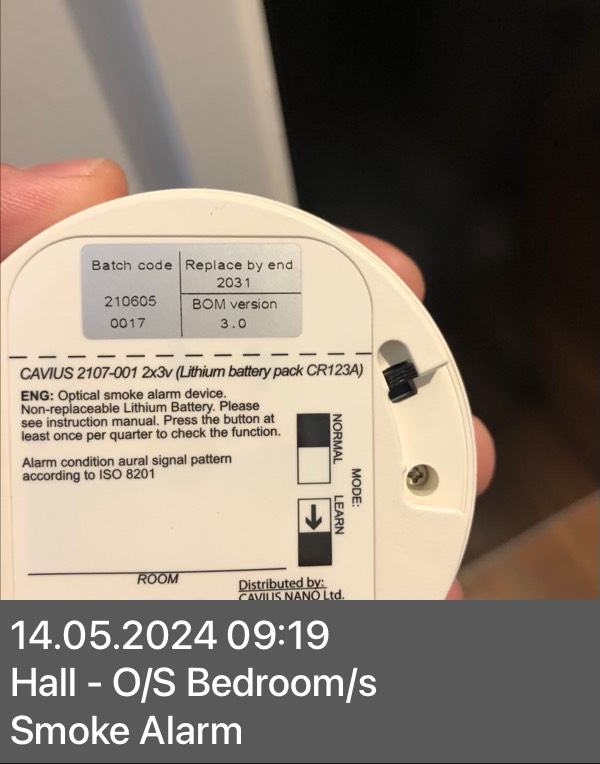 Batch code
210605
0017
Replace by end
2031
BOM version
3.0
CAVIUS 2107-001 2x3v (Lithium battery pack CR123A)
ENG: Optical smoke alarm device.
Non-replaceable Lithium Battery. Please
see instruction manual. Press the button at
least once per quarter to check the function.
Alarm condition aural signal pattern
according to ISO 8201
NORMAL
MODE:
LEARN
ROOM
Distributed by:
CAVIUS NANO Ltd.
14.05.2024 09:19
Hall - O/S Bedroom/s
Smoke Alarm